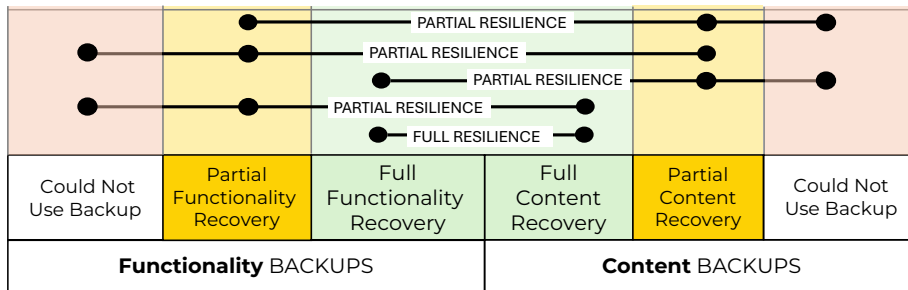 PARTIAL RESILIENCE
PARTIAL RESILIENCE
PARTIAL RESILIENCE
PARTIAL RESILIENCE
FULL RESILIENCE
Could Not
Use Backup
Partial
Functionality
Recovery
Full
Functionality
Recovery
Full
Content
Recovery
Partial
Content
Recovery
Could Not
Use Backup
Functionality BACKUPS
Content BACKUPS